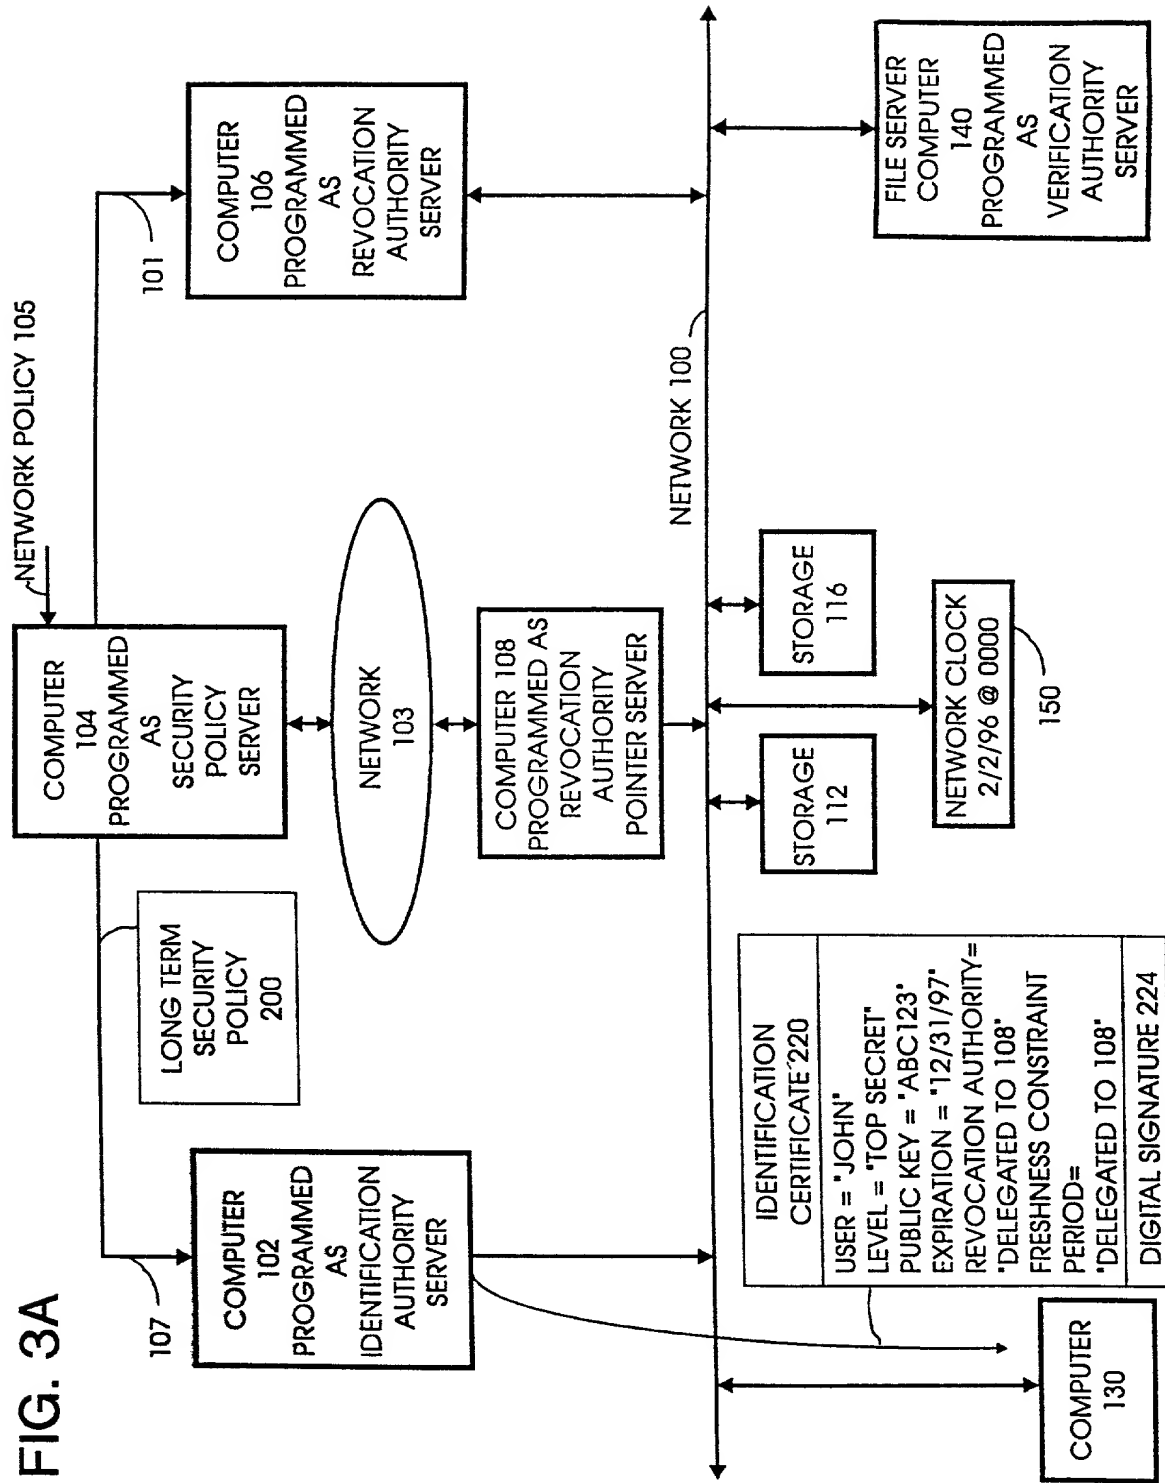 FIG. 3A
NETWORK POLICY 105
COMPUTER
104
PROGRAMMED
AS
SECURITY
POLICY
SERVER
107
101
LONG TERM
SECURITY
POLICY
200
COMPUTER
102
PROGRAMMED
AS
IDENTIFICATION
AUTHORITY
SERVER
NETWORK
103
COMPUTER
106
PROGRAMMED
AS
REVOCATION
AUTHORITY
SERVER
COMPUTER 108
PROGRAMMED AS
REVOCATION
AUTHORITY
POINTER SERVER
NETWORK 100
IDENTIFICATION
CERTIFICATE 220
USER = "JOHN"
LEVEL = "TOP SECRET"
PUBLIC KEY = "ABC123"
EXPIRATION = "12/31/97"
REVOCATION AUTHORITY=
"DELEGATED TO 108"
FRESHNESS CONSTRAINT
PERIOD=
"DELEGATED TO 108"
DIGITAL SIGNATURE 224
STORAGE
112
STORAGE
116
NETWORK CLOCK
2/2/96 @ 0000
150
FILE SERVER
COMPUTER
140
PROGRAMMED
AS
VERIFICATION
AUTHORITY
SERVER
COMPUTER
130